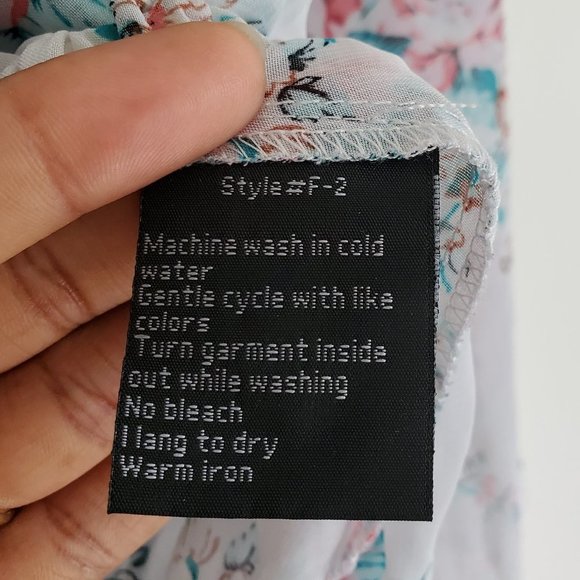 Style#F-2
Machine wash in cold
water
Gentle cycle with like
colors
Turn garment inside
out while washing
No bleach
Hang to dry
Warm iron